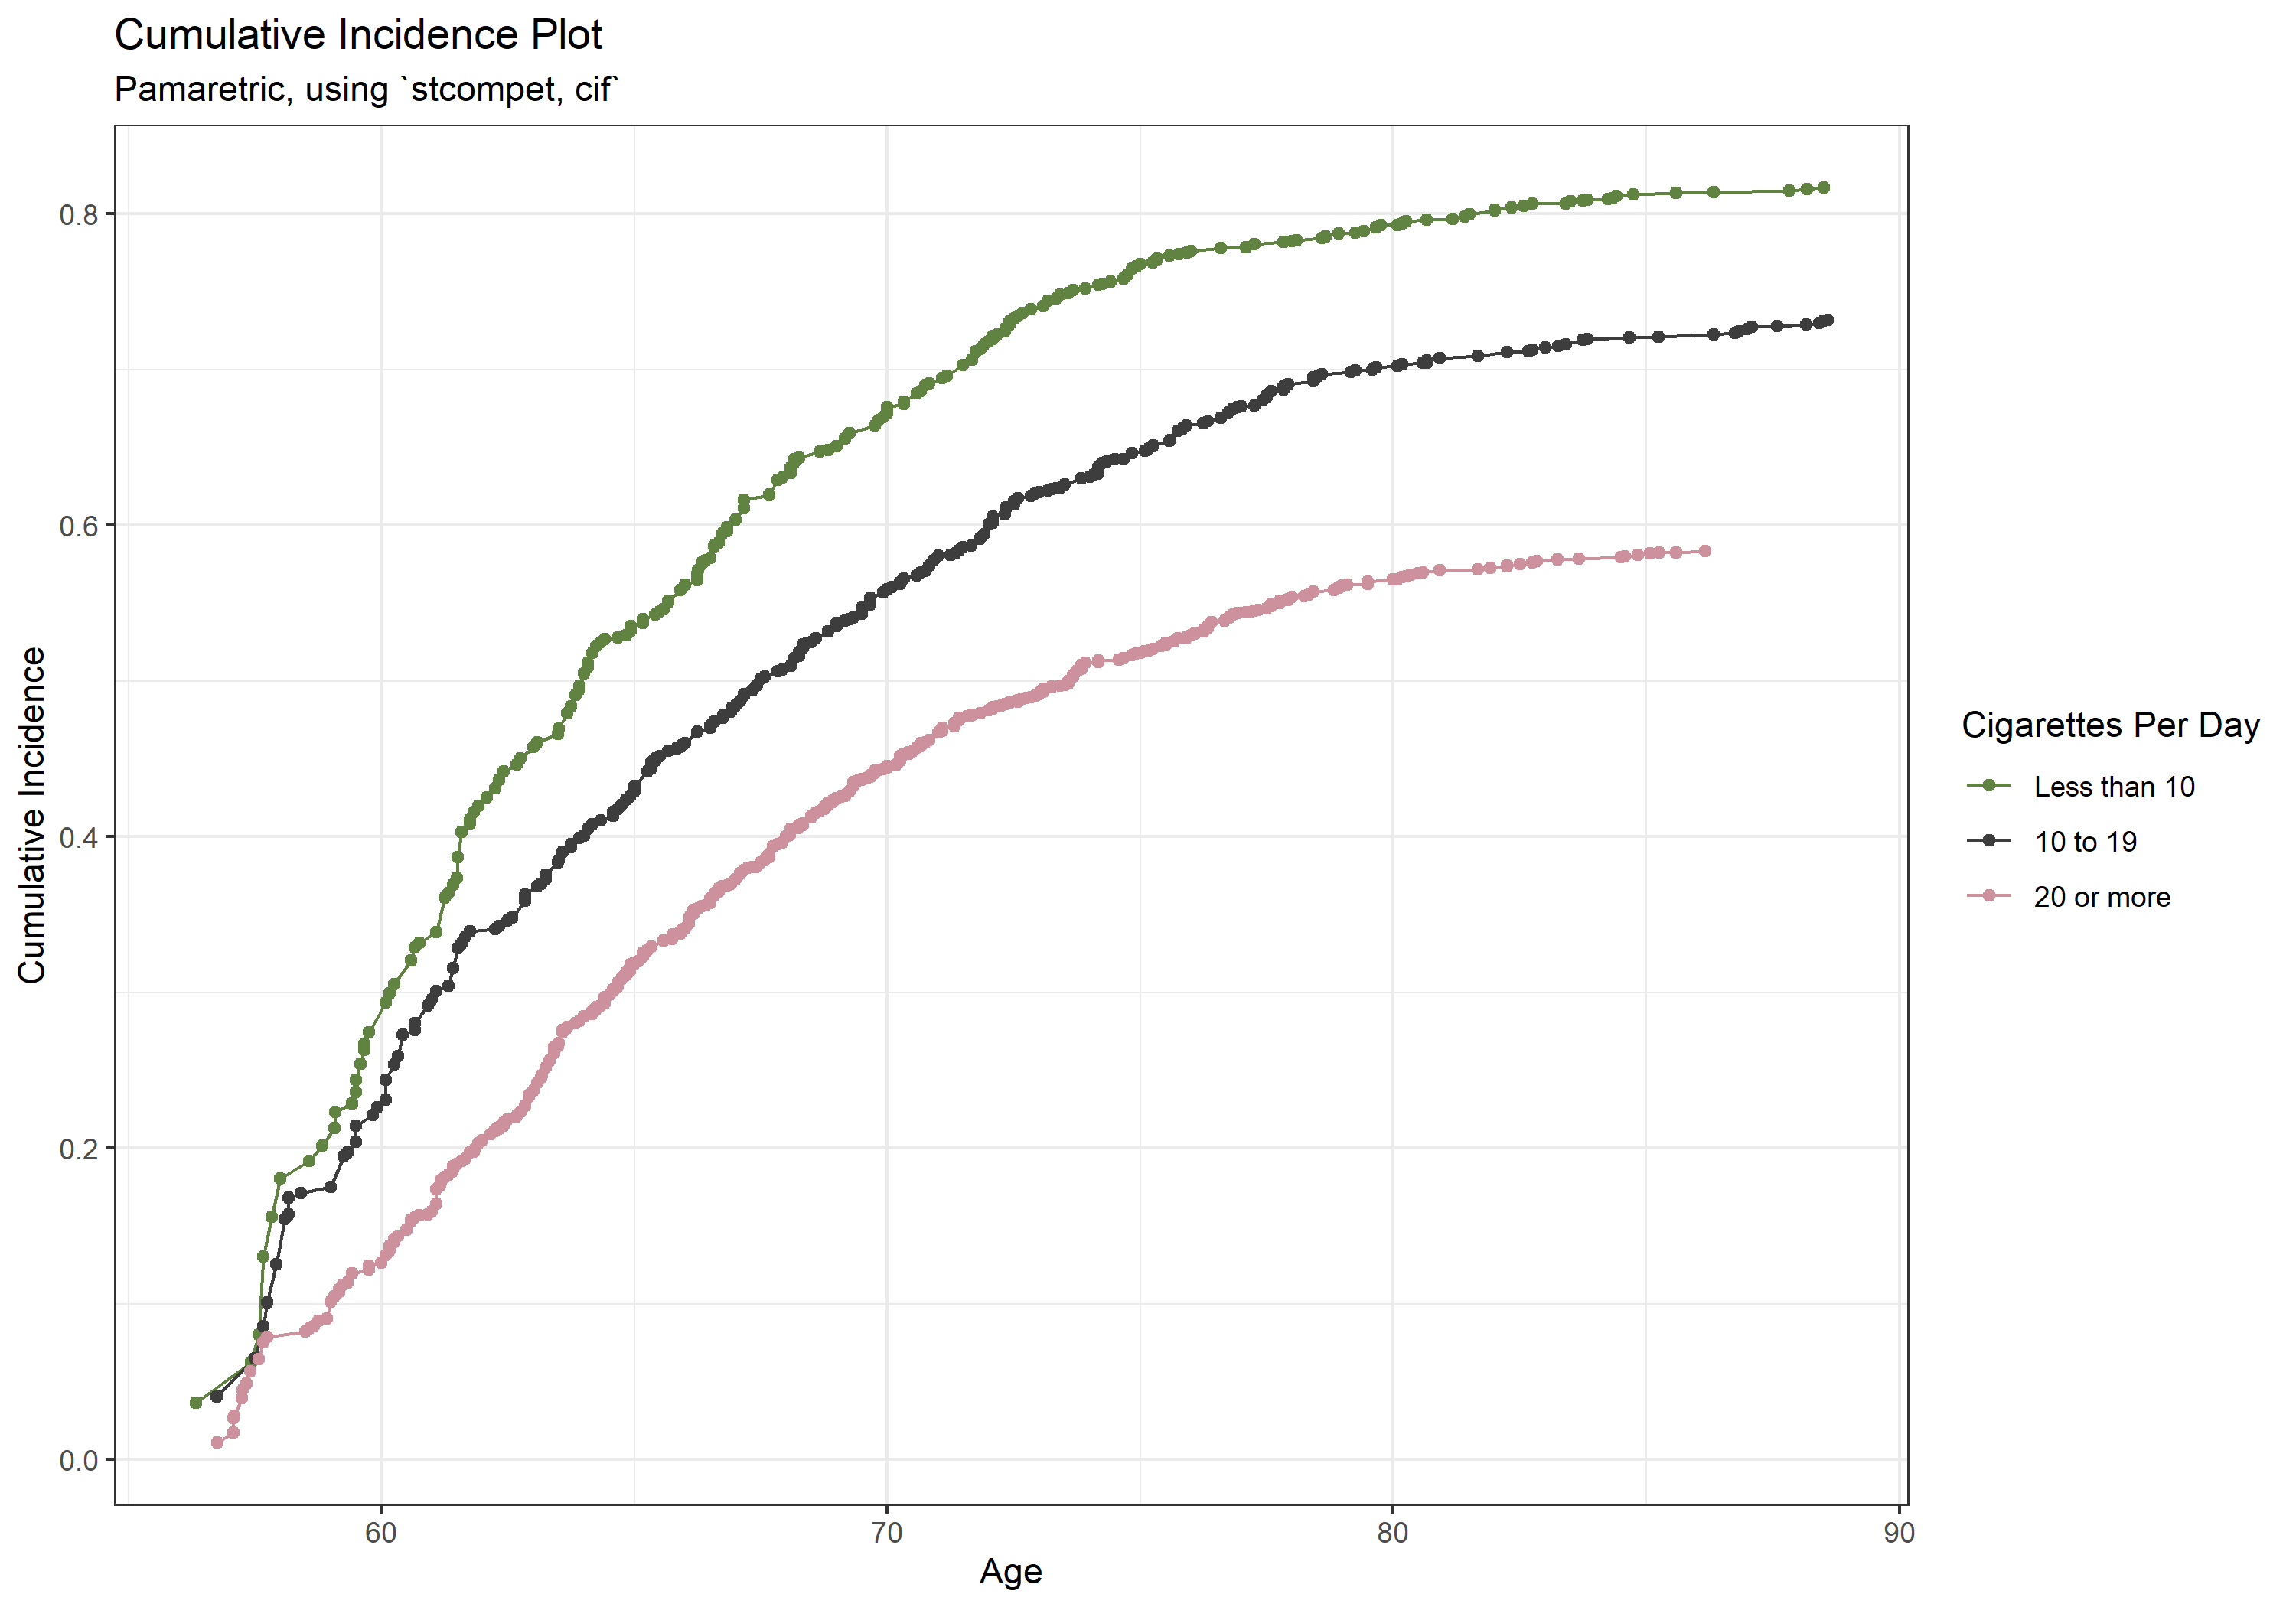 Cumulative Incidence Plot
Pamaretric, using `stcompet, cif`
Cumulative Incidence
0.8
0.6
0.4
0.2
0.0
60 70 80 90
Age
Cigarettes Per Day
Less than 10
10 to 19
20 or more